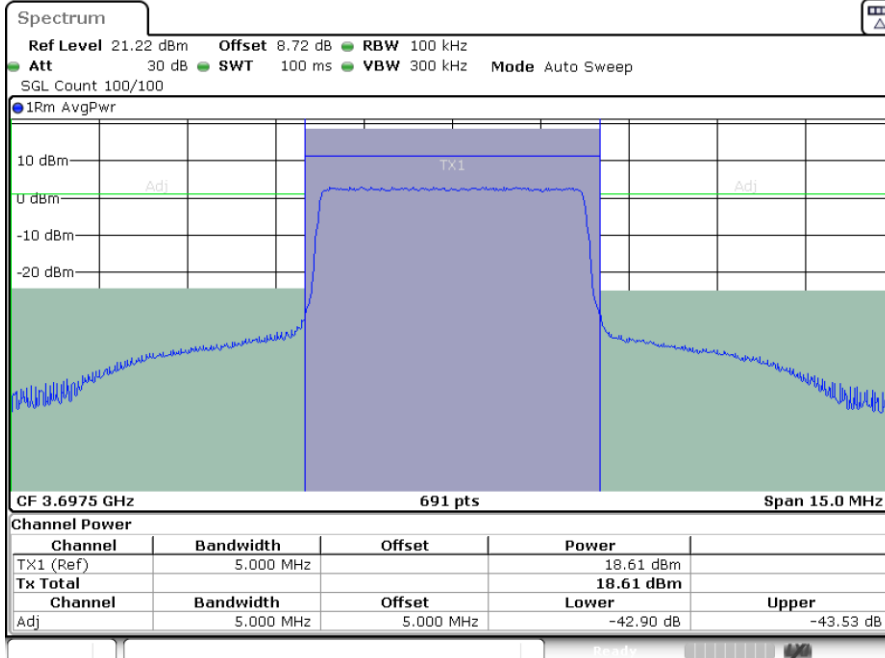 Spectrum
Ref Level 21.22 dBm Offset 8.72 dB RBW 100 kHz
Att 30 dB SWT 100 ms VBW 300 kHz Mode Auto Sweep
SGL Count 100/100
1Rm AvgPwr
10 dBm
TX1
Adj Adj
0 dBm
-10 dBm
-20 dBm
CF 3.6975 GHz 691 pts Span 15.0 MHz
Channel Power
Channel Bandwidth Offset Power
TX1 (Ref) 5.000 MHz 18.61 dBm
Tx Total 18.61 dBm
Channel Bandwidth Offset Lower Upper
Adj 5.000 MHz 5.000 MHz -42.90 dB -43.53 dB
Ready